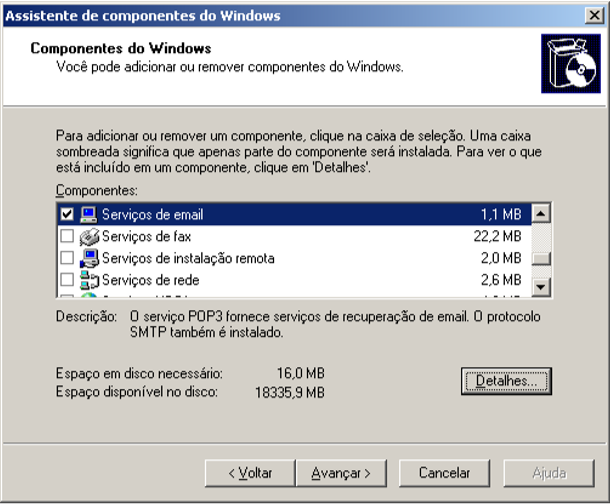 Assistente de componentes do Windows
Componentes do Windows
Você pode adicionar ou remover componentes do Windows.
Para adicionar ou remover um componente, clique na caixa de seleção. Uma caixa
sombreada significa que apenas parte do componente será instalada. Para ver o que
está incluído em um componente, clique em 'Detalhes'.
Componentes:
Serviços de email 1,1 MB
Serviços de fax 22,2 MB
Serviços de instalação remota 2,0 MB
Serviços de rede 2,6 MB
Descrição: O serviço POP3 fornece serviços de recuperação de email. O protocolo
SMTP também é instalado.
Espaço em disco necessário: 16,0 MB
Espaço disponível no disco: 18335,9 MB
Detalhes...
< Voltar Avançar > Cancelar Ajuda